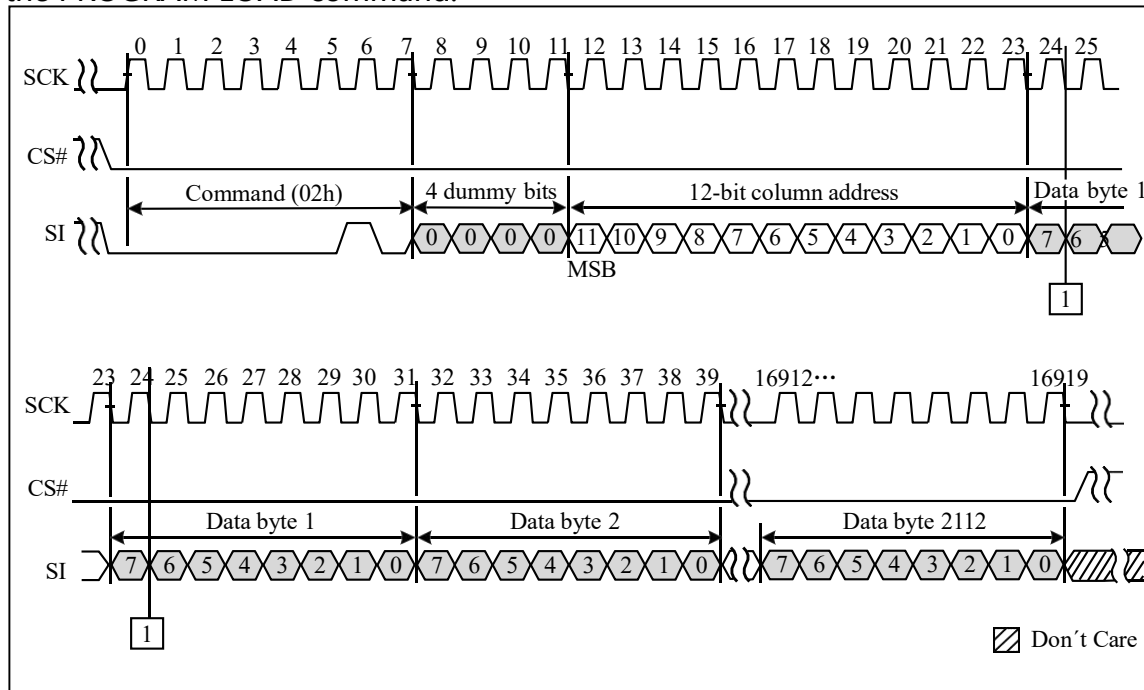 the PROGRAM LOAD command.
0 1 2 3 4 5 6 7 8 9 10 11 12 13 14 15 16 17 18 19 20 21 22 23 24 25
SCK
CS#
Command (02h) 4 dummy bits 12-bit column address Data byte 1
SI 0 0 0 0 11 10 9 8 7 6 5 4 3 2 1 0 7 6 5
MSB
1
23 24 25 26 27 28 29 30 31 32 33 34 35 36 37 38 39 16912… 16919
SCK
CS#
Data byte 1 Data byte 2 Data byte 2112
SI 7 6 5 4 3 2 1 0 7 6 5 4 3 2 1 0 7 6 5 4 3 2 1 0
1
Don´t Care